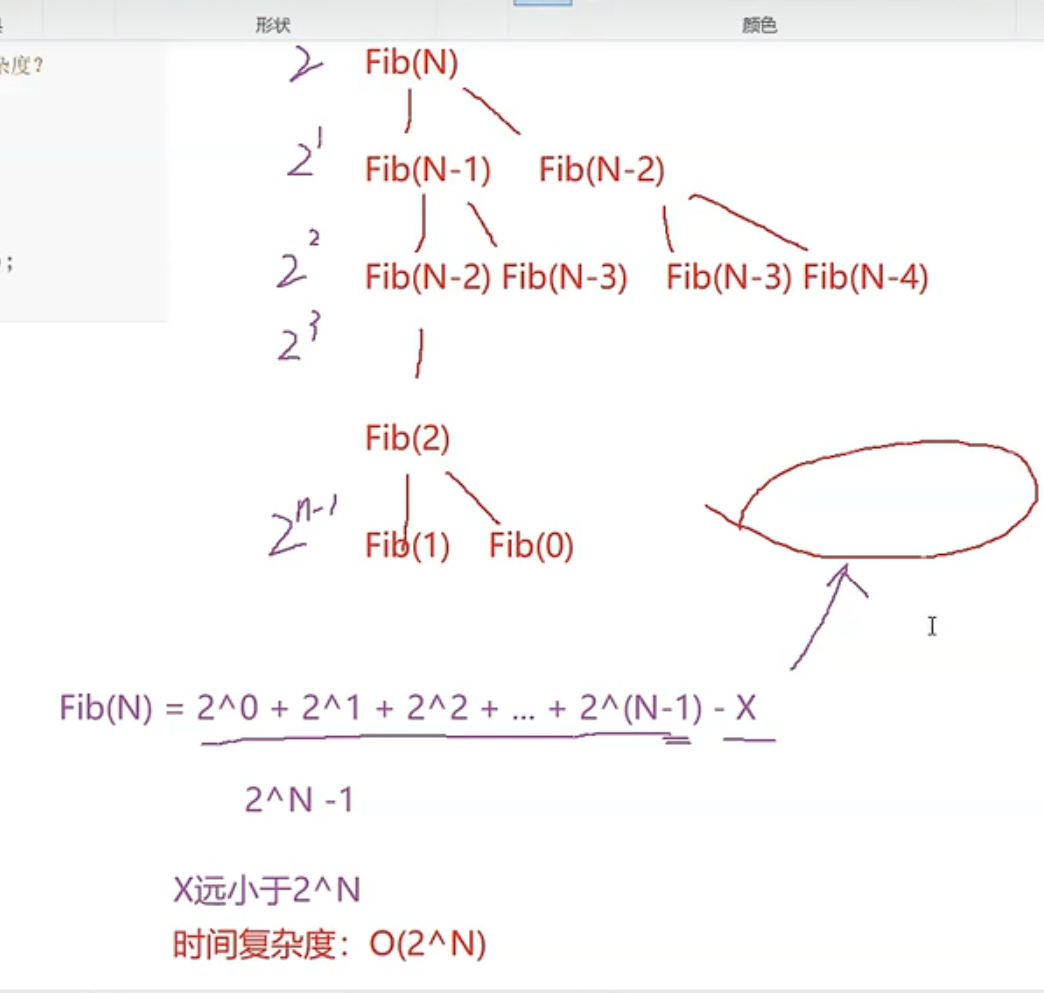 形状 颜色
杂度？
2 Fib(N)
2^1 Fib(N-1) Fib(N-2)
;
2^2 Fib(N-2) Fib(N-3) Fib(N-3) Fib(N-4)
2^3
Fib(2)
2^n-1 Fib(1) Fib(0)
Fib(N) = 2^0 + 2^1 + 2^2 + ... + 2^(N-1) - X
2^N -1
X远小于2^N
时间复杂度：O(2^N)